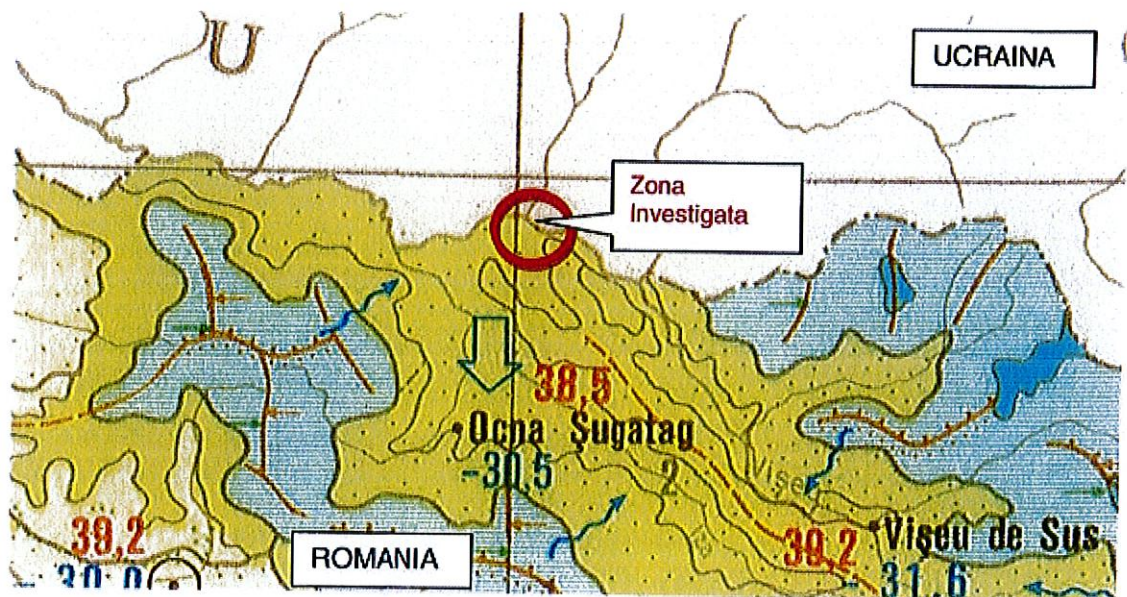 U
UCRAINA
Zona
Investigata
38,5
Ocna Şugatag
-30,5
2
Vişeu
39,2
ROMANIA
39,2
Vişeu de Sus
-31,6